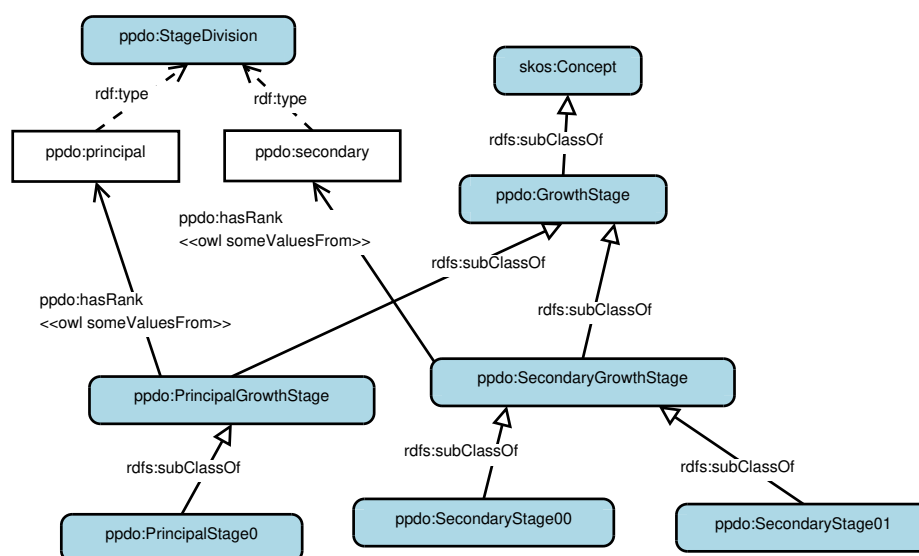 ppdo:StageDivision
skos:Concept
rdf:type
rdf:type
rdfs:subClassOf
ppdo:principal
ppdo:secondary
ppdo:GrowthStage
ppdo:hasRank
<<owl someValuesFrom>>
rdfs:subClassOf
ppdo:hasRank
<<owl someValuesFrom>>
rdfs:subClassOf
ppdo:PrincipalGrowthStage
ppdo:SecondaryGrowthStage
rdfs:subClassOf
rdfs:subClassOf
rdfs:subClassOf
ppdo:PrincipalStage0
ppdo:SecondaryStage00
ppdo:SecondaryStage01